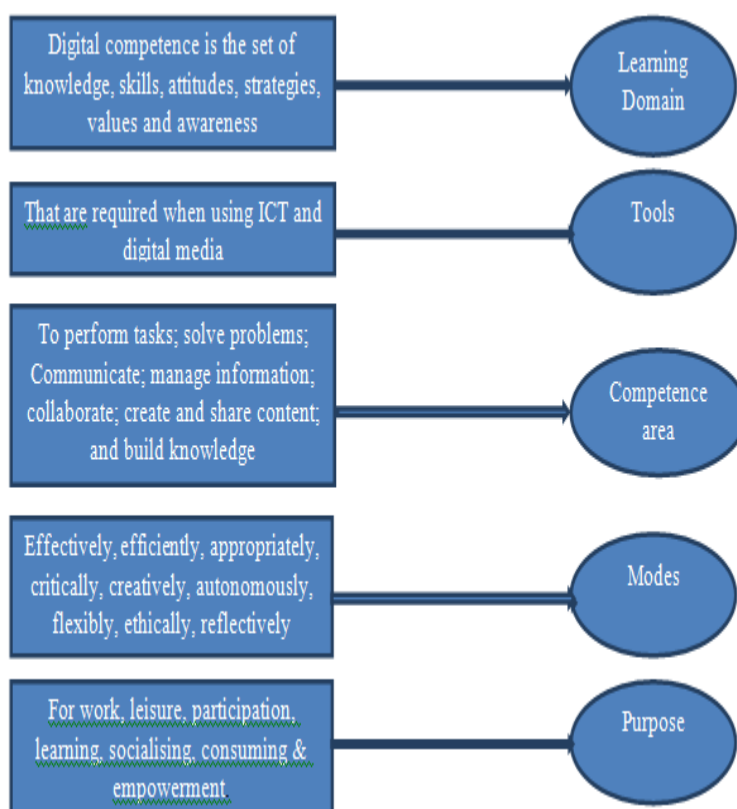 Digital competence is the set of
knowledge, skills, attitudes, strategies,
values and awareness
Learning
Domain
That are required when using ICT and
digital media
Tools
To perform tasks; solve problems;
Communicate; manage information;
collaborate; create and share content;
and build knowledge
Competence
area
Effectively, efficiently, appropriately,
critically, creatively, autonomously,
flexibly, ethically, reflectively
Modes
For work, leisure, participation,
learning, socialising, consuming &
empowerment.
Purpose